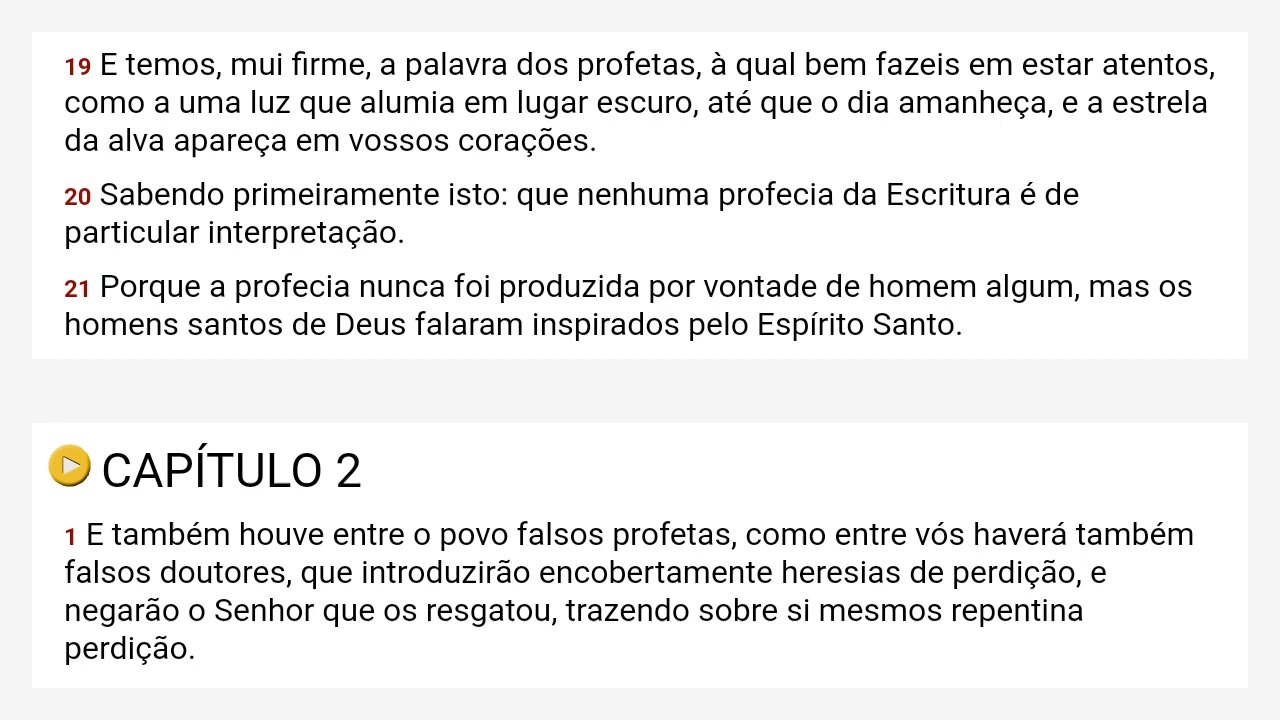 19 E temos, mui firme, a palavra dos profetas, à qual bem fazeis em estar atentos,
como a uma luz que alumia em lugar escuro, até que o dia amanheça, e a estrela
da alva apareça em vossos corações.
20 Sabendo primeiramente isto: que nenhuma profecia da Escritura é de
particular interpretação.
21 Porque a profecia nunca foi produzida por vontade de homem algum, mas os
homens santos de Deus falaram inspirados pelo Espírito Santo.
CAPÍTULO 2
1 E também houve entre o povo falsos profetas, como entre vós haverá também
falsos doutores, que introduzirão encobertamente heresias de perdição, e
negarão o Senhor que os resgatou, trazendo sobre si mesmos repentina
perdição.